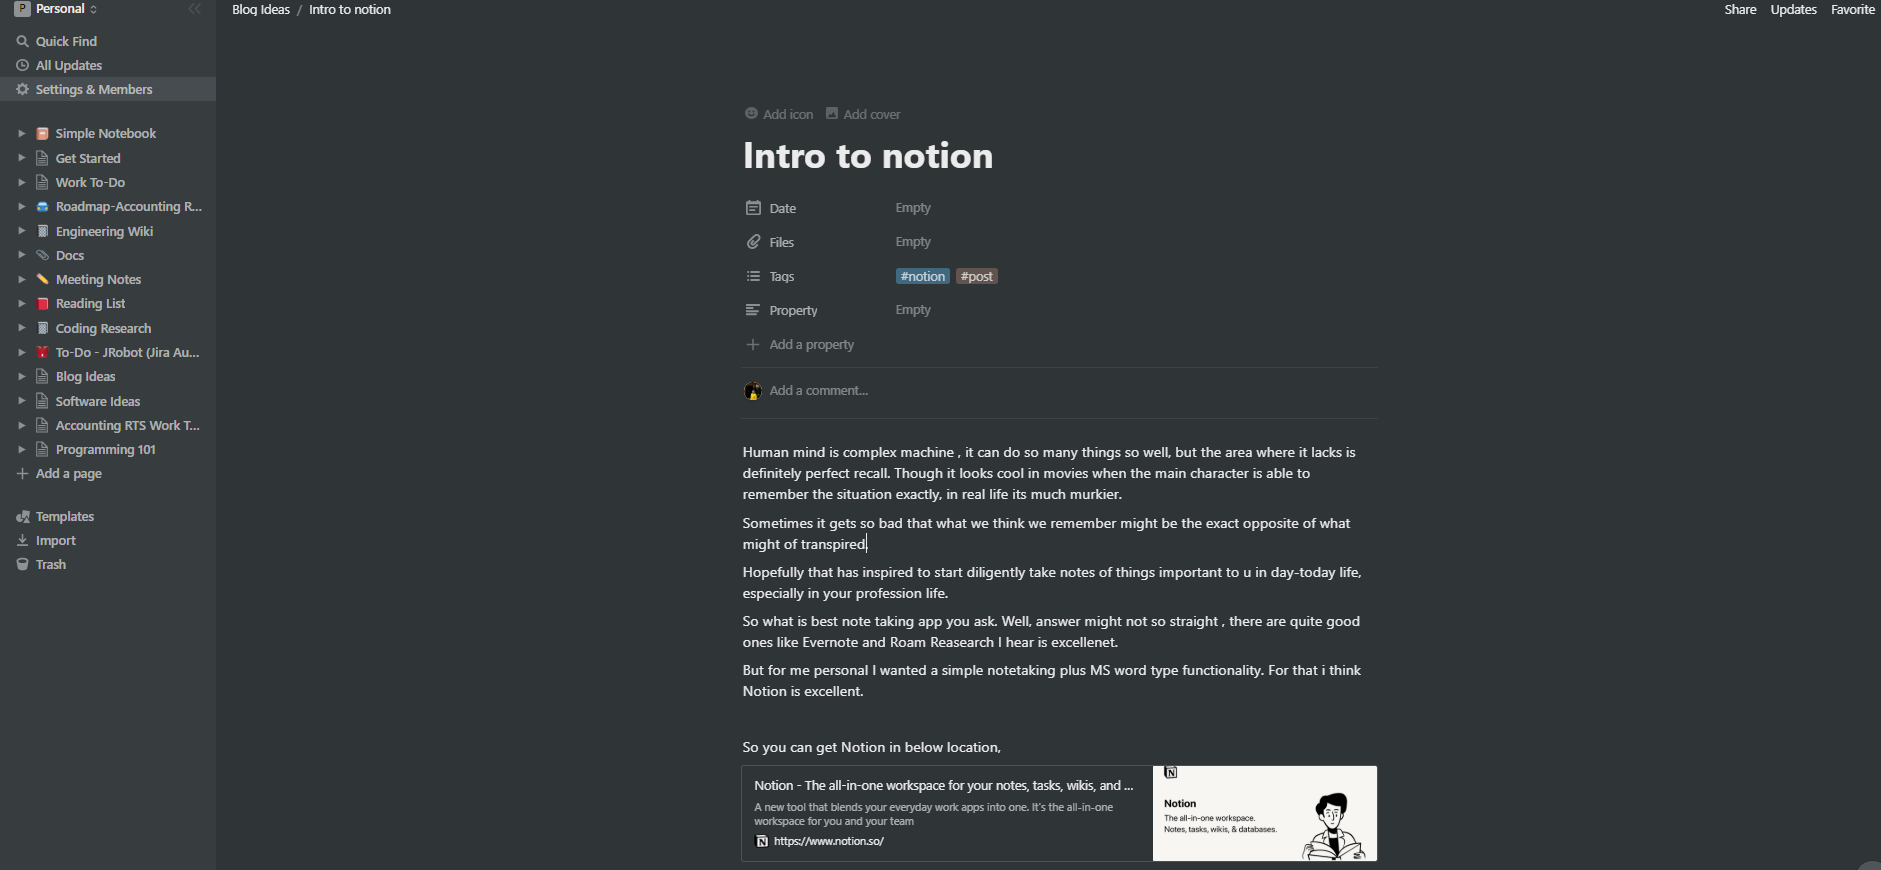 P Personal
Blog Ideas / Intro to notion
Share Updates Favorite
Quick Find
All Updates
Settings & Members
Simple Notebook
Get Started
Work To-Do
Roadmap-Accounting R...
Engineering Wiki
Docs
Meeting Notes
Reading List
Coding Research
To-Do - JRobot (Jira Au...
Blog Ideas
Software Ideas
Accounting RTS Work T...
Programming 101
Add a page
Templates
Import
Trash
Add icon Add cover
Intro to notion
Date Empty
Files Empty
Tags #notion #post
Property Empty
Add a property
Add a comment...
Human mind is complex machine , it can do so many things so well, but the area where it lacks is
definitely perfect recall. Though it looks cool in movies when the main character is able to
remember the situation exactly, in real life its much murkier.
Sometimes it gets so bad that what we think we remember might be the exact opposite of what
might of transpired.
Hopefully that has inspired to start diligently take notes of things important to u in day-today life,
especially in your profession life.
So what is best note taking app you ask. Well, answer might not so straight , there are quite good
ones like Evernote and Roam Reasearch I hear is excellenet.
But for me personal I wanted a simple notetaking plus MS word type functionality. For that i think
Notion is excellent.
So you can get Notion in below location,
Notion - The all-in-one workspace for your notes, tasks, wikis, and ...
A new tool that blends your everyday work apps into one. It's the all-in-one
workspace for you and your team
N https://www.notion.so/
N
Notion
The all-in-one workspace.
Notes, tasks, wikis, & databases.